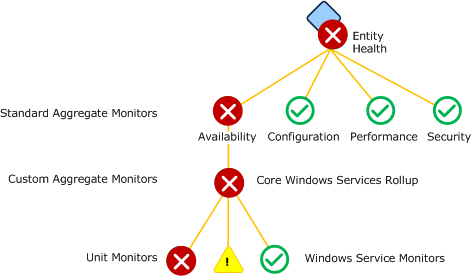 Entity
Health
Standard Aggregate Monitors
Availability Configuration Performance Security
Custom Aggregate Monitors
Core Windows Services Rollup
Unit Monitors
!
Windows Service Monitors